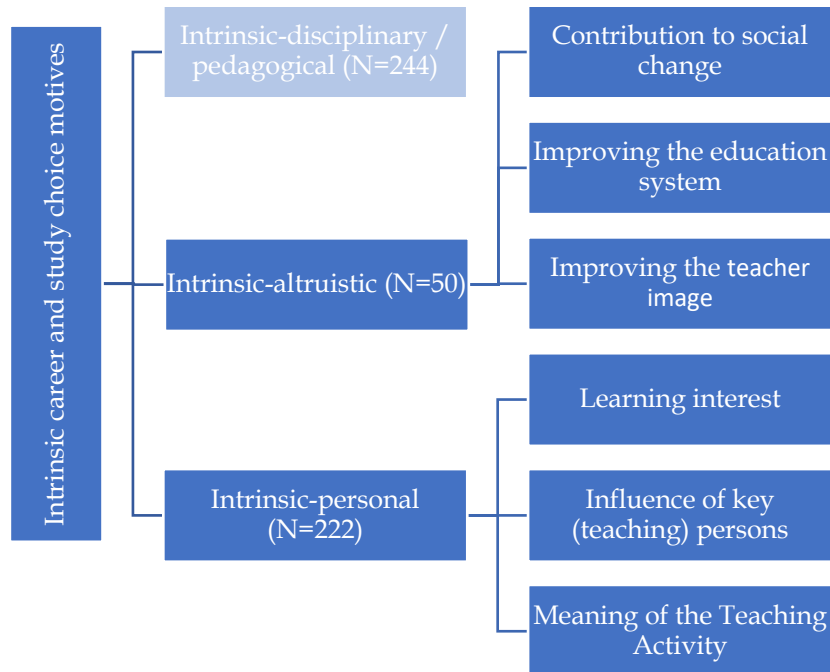 Intrinsic career and study choice motives
Intrinsic-disciplinary /
pedagogical (N=244)
Intrinsic-altruistic (N=50)
Intrinsic-personal
(N=222)
Contribution to social
change
Improving the education
system
Improving the teacher
image
Learning interest
Influence of key
(teaching) persons
Meaning of the Teaching
Activity